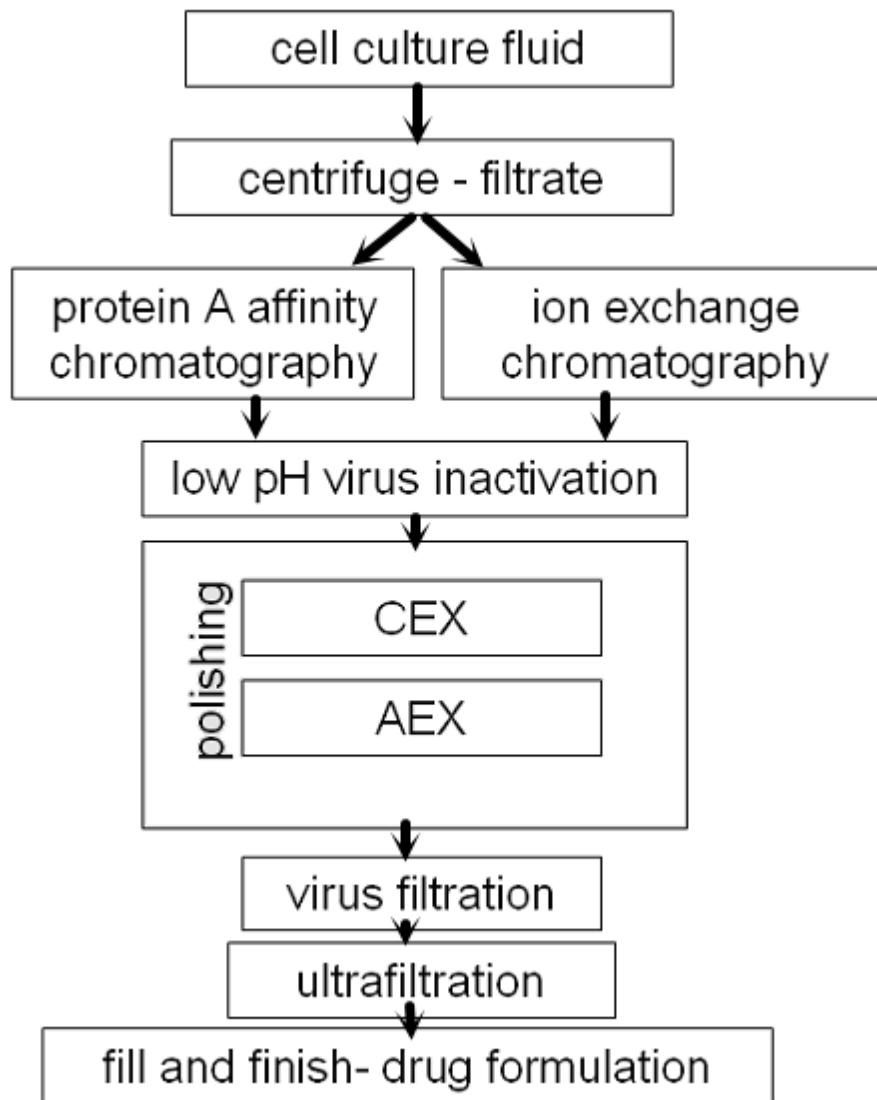 cell culture fluid
centrifuge - filtrate
protein A affinity
chromatography
ion exchange
chromatography
low pH virus inactivation
polishing
CEX
AEX
virus filtration
ultrafiltration
fill and finish- drug formulation